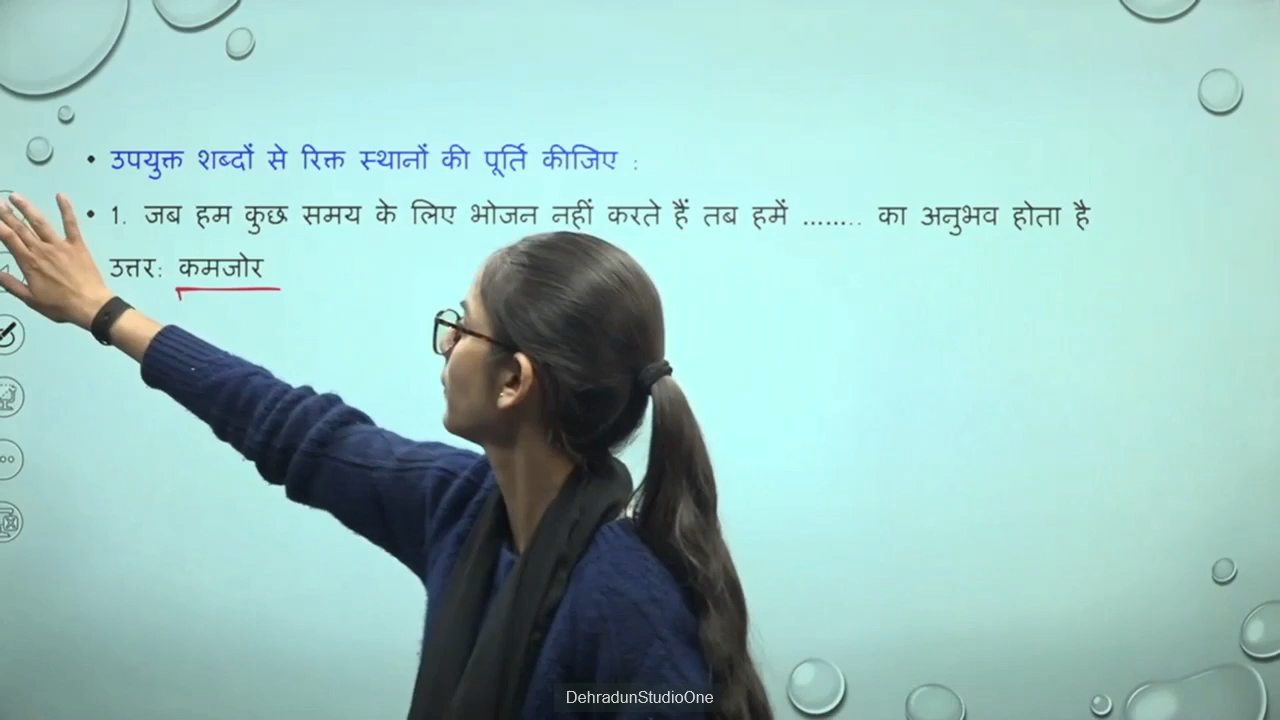 • उपयुक्त शब्दों से रिक्त स्थानों की पूर्ति कीजिए :
• 1. जब हम कुछ समय के लिए भोजन नहीं करते हैं तब हमें ........ का अनुभव होता है
उत्तर: कमजोर
DehradunStudioOne